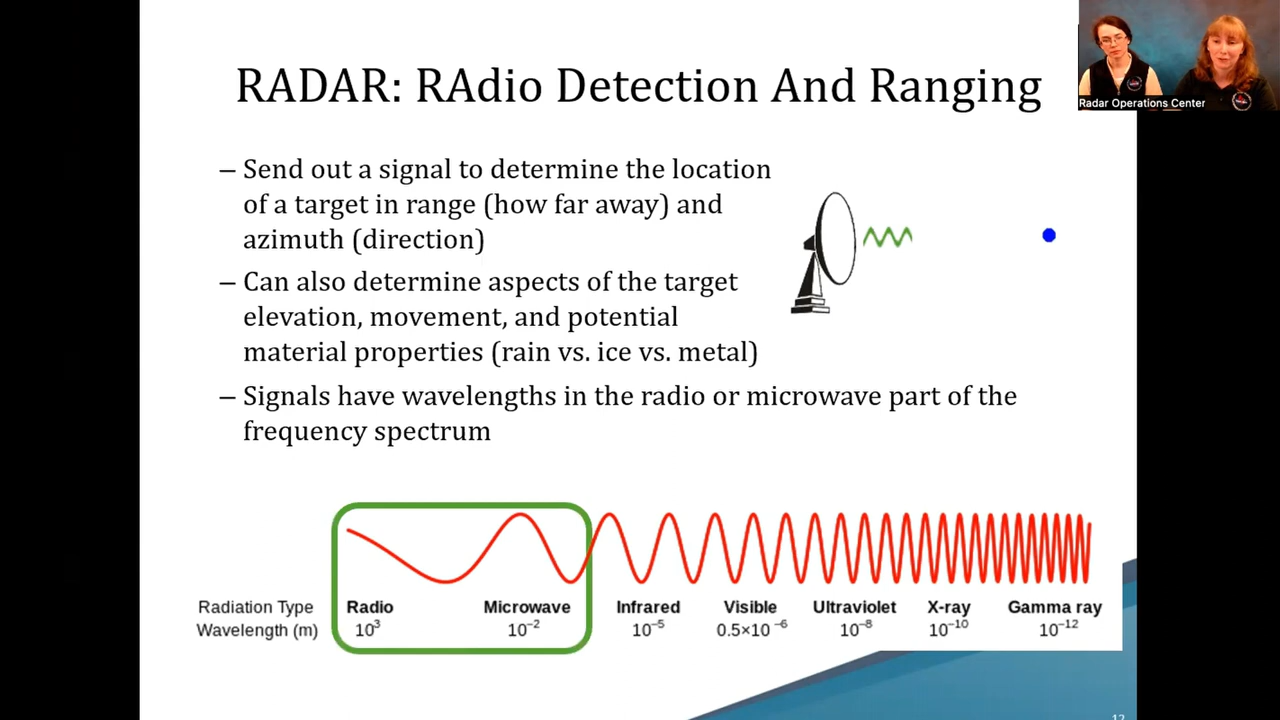 RADAR: RAdio Detection And Ranging
Radar Operations Center
– Send out a signal to determine the location
of a target in range (how far away) and
azimuth (direction)
– Can also determine aspects of the target
elevation, movement, and potential
material properties (rain vs. ice vs. metal)
– Signals have wavelengths in the radio or microwave part of the
frequency spectrum
Radiation Type Radio Microwave Infrared Visible Ultraviolet X-ray Gamma ray
Wavelength (m) 10³ 10⁻² 10⁻⁵ 0.5×10⁻⁶ 10⁻⁸ 10⁻¹⁰ 10⁻¹²
12